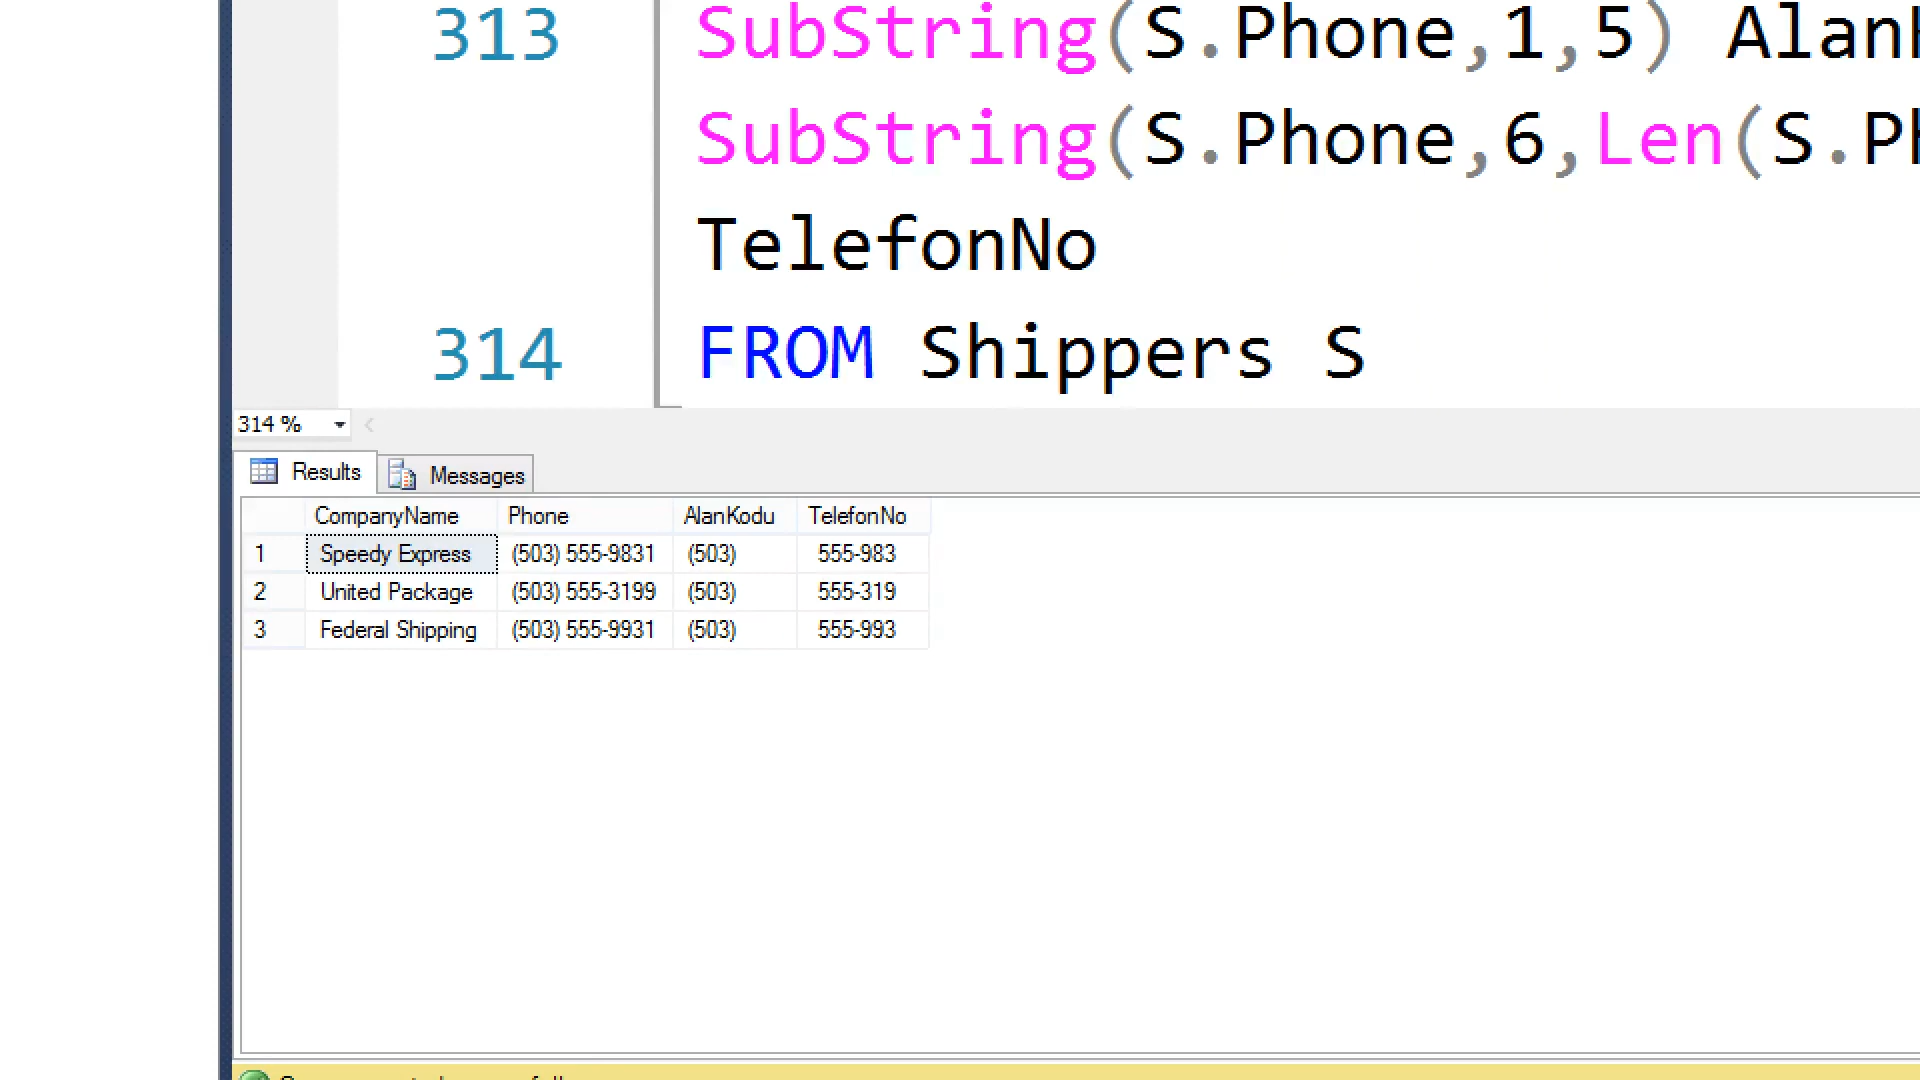 313 SubString(S.Phone,1,5)
SubString(S.Phone,6,Len(S.
TelefonNo
314 FROM Shippers S
314 %
Results Messages
CompanyName Phone AlanKodu TelefonNo
1 Speedy Express (503) 555-9831 (503) 555-983
2 United Package (503) 555-3199 (503) 555-319
3 Federal Shipping (503) 555-9931 (503) 555-993